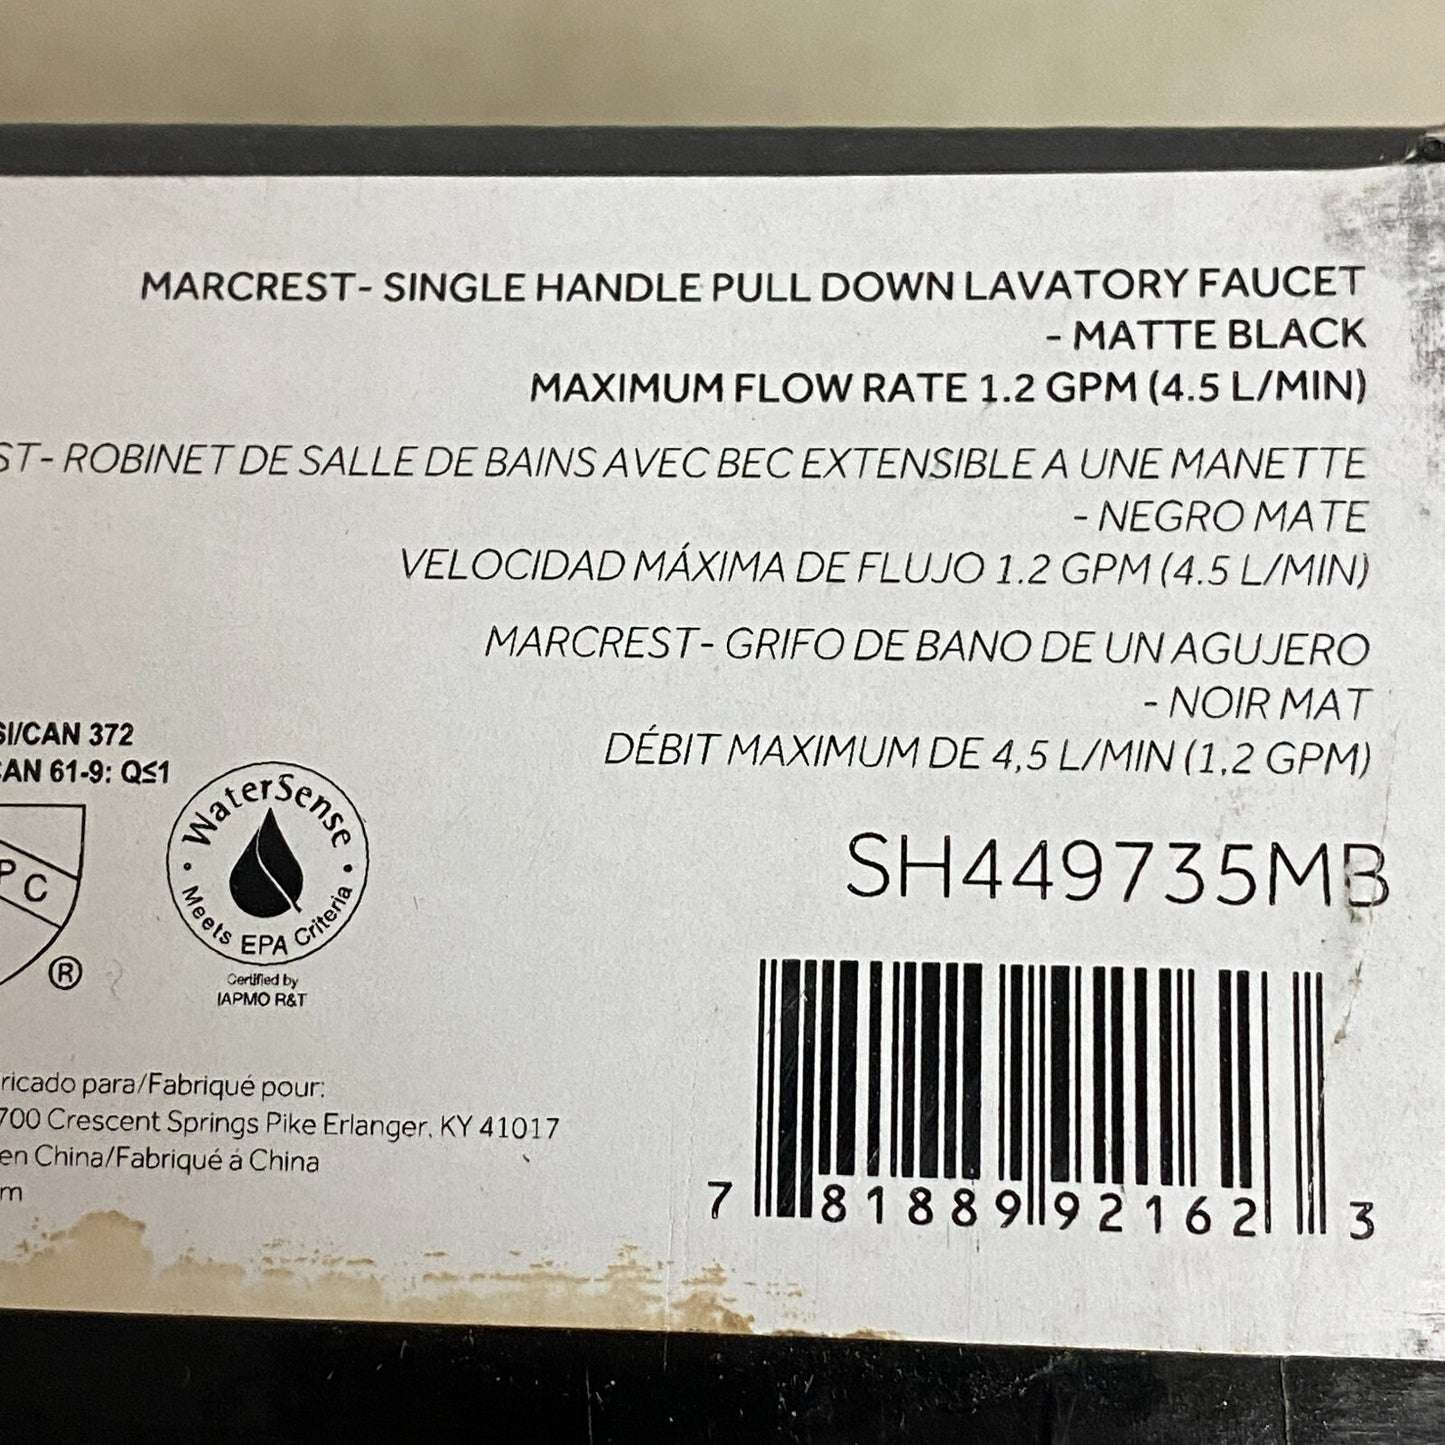 MARCREST- SINGLE HANDLE PULL DOWN LAVATORY FAUCET
- MATTE BLACK
MAXIMUM FLOW RATE 1.2 GPM (4.5 L/MIN)
ST- ROBINET DE SALLE DE BAINS AVEC BEC EXTENSIBLE A UNE MANETTE
- NEGRO MATE
VELOCIDAD MÁXIMA DE FLUJO 1.2 GPM (4.5 L/MIN)
MARCREST- GRIFO DE BANO DE UN AGUJERO
- NOIR MAT
DÉBIT MAXIMUM DE 4,5 L/MIN (1,2 GPM)
SI/CAN 372
CAN 61-9: Q≤1
PC
®
WaterSense
• Meets EPA Criteria •
Certified by
IAPMO R&T
SH449735MB
ricado para/Fabriqué pour:
700 Crescent Springs Pike Erlanger, KY 41017
en China/Fabriqué á China
m
7 81889 92162 3